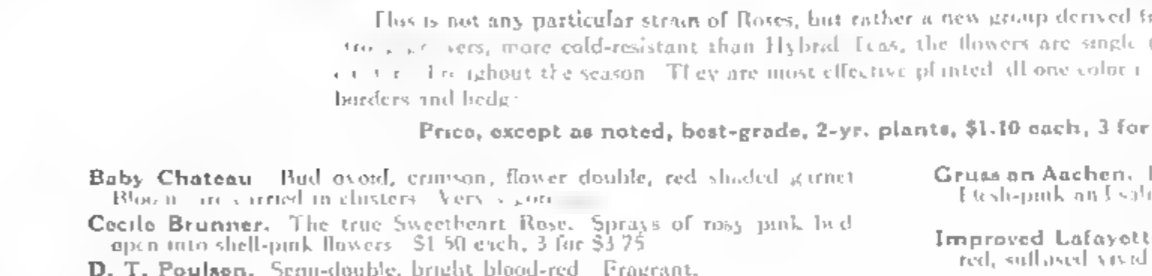 This is not any particular strain of Roses, but rather a new group derived
more cold-resistant than Hybrid Teas, the flowers are single
the season They are most effective planted all one color
borders and
Price, except as noted, best-grade, 2-yr. plants, $1.10 each, 3 for
Baby Chateau Bud ovoid, crimson, flower double, red shaded garnet
carried in clusters Very
Cecile Brunner. The true Sweetheart Rose. Sprays of rosy pink bud
open into shell-pink flowers $1 50 each, 3 for $3 75
D. T. Poulsen. Semi-double, bright blood-red Fragrant.
Gruss an Aachen.
Flesh-pink and
Improved
red, suffused vivid